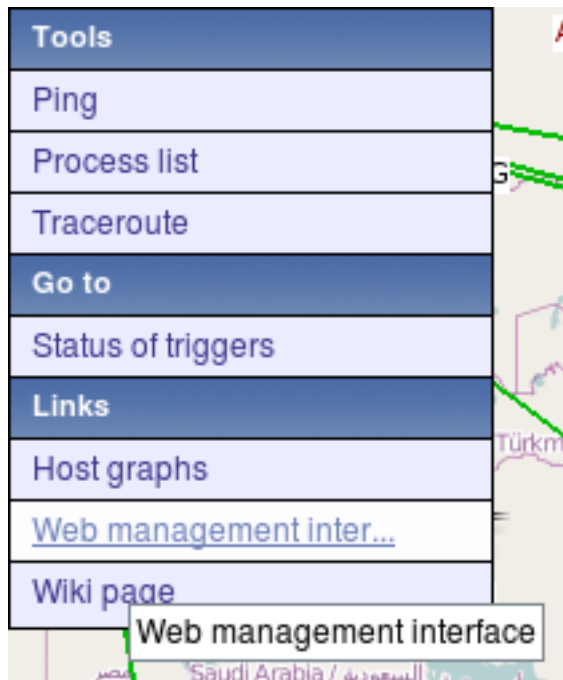 Tools
Ping
Process list
Traceroute
Go to
Status of triggers
Links
Türkm
Host graphs
Web management inter...
Wiki page
Web management interface
Saudi Arabia / السعودية